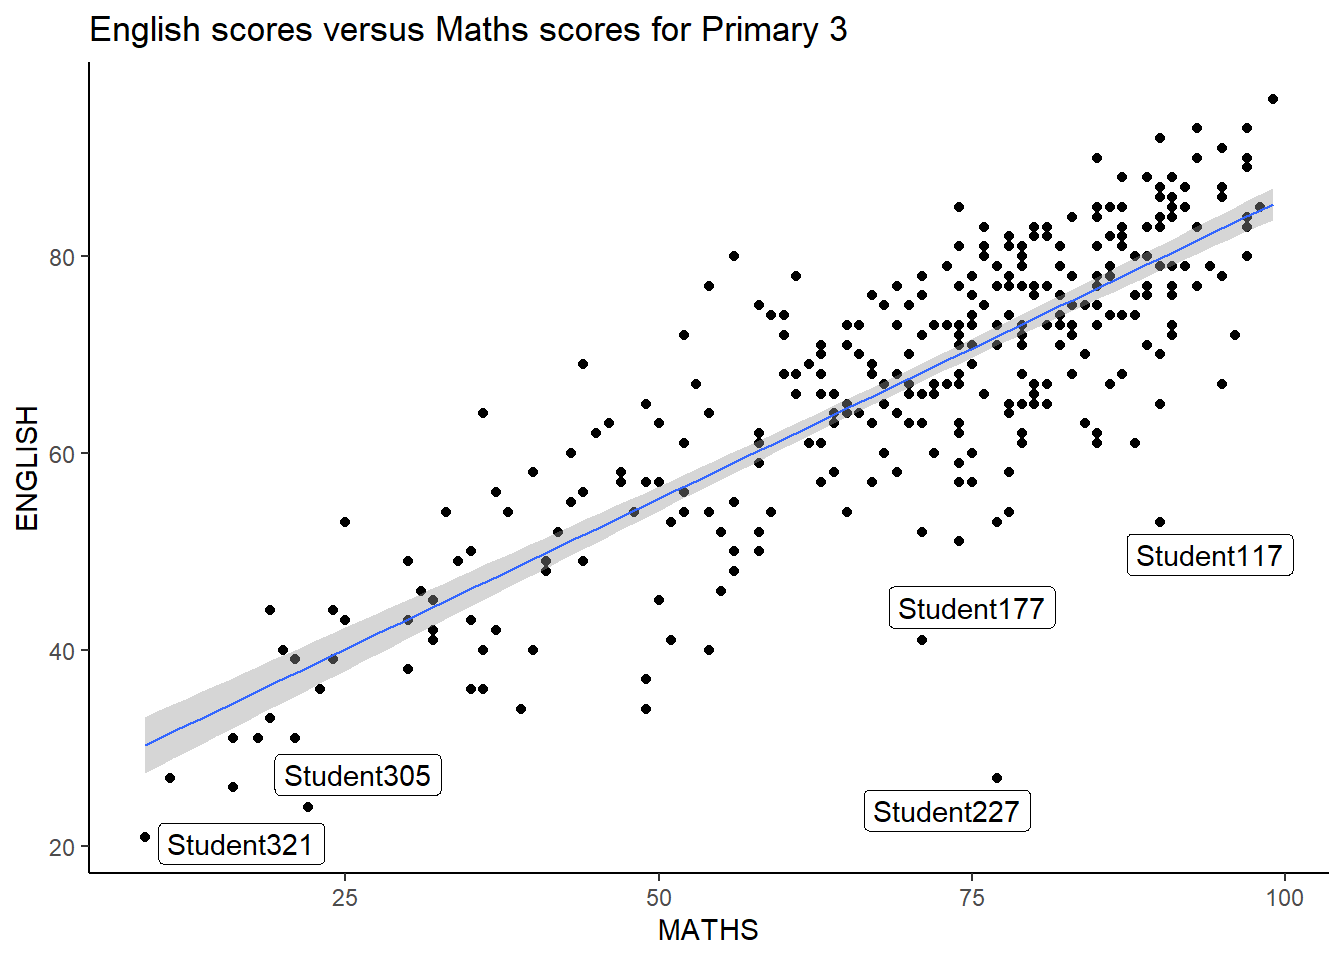 English scores versus Maths scores for Primary 3
ENGLISH
80
60
40
20
Student117
Student177
Student305
Student227
Student321
25
50
75
100
MATHS